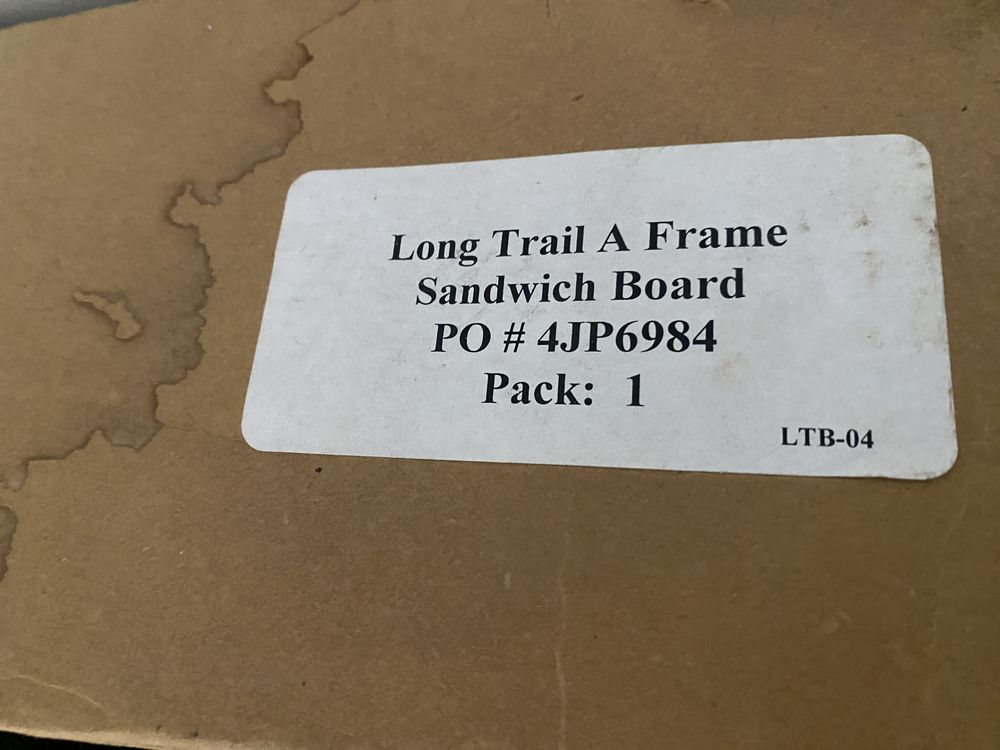 Long Trail A Frame
Sandwich Board
PO # 4JP6984
Pack: 1
LTB-04